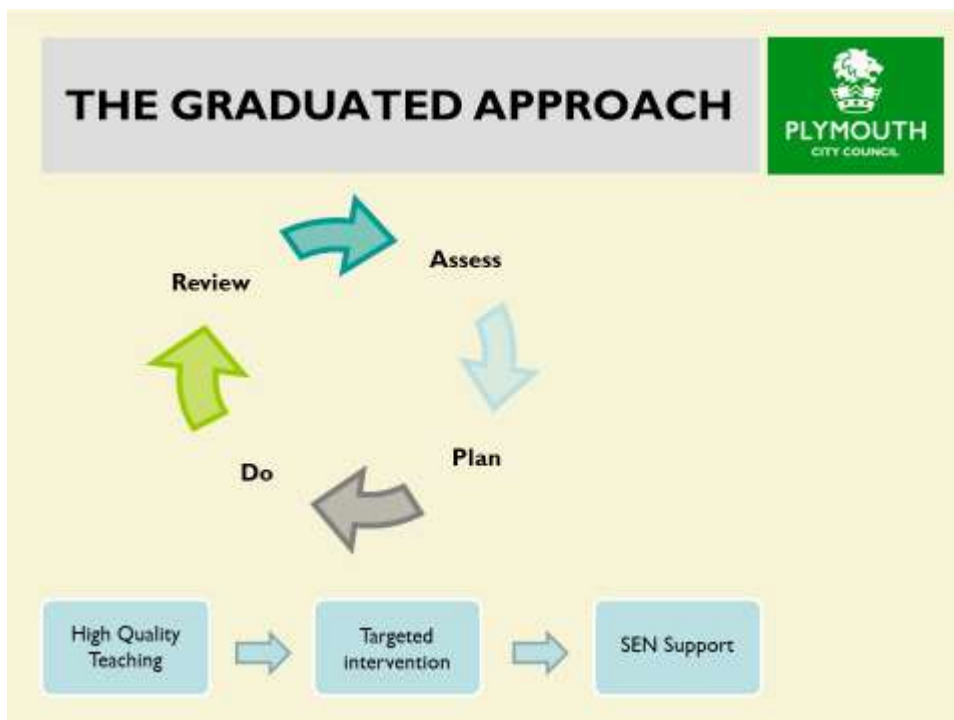 THE GRADUATED APPROACH
PLYMOUTH
CITY COUNCIL
Assess
Review
Plan
Do
High Quality
Teaching
Targeted
intervention
SEN Support